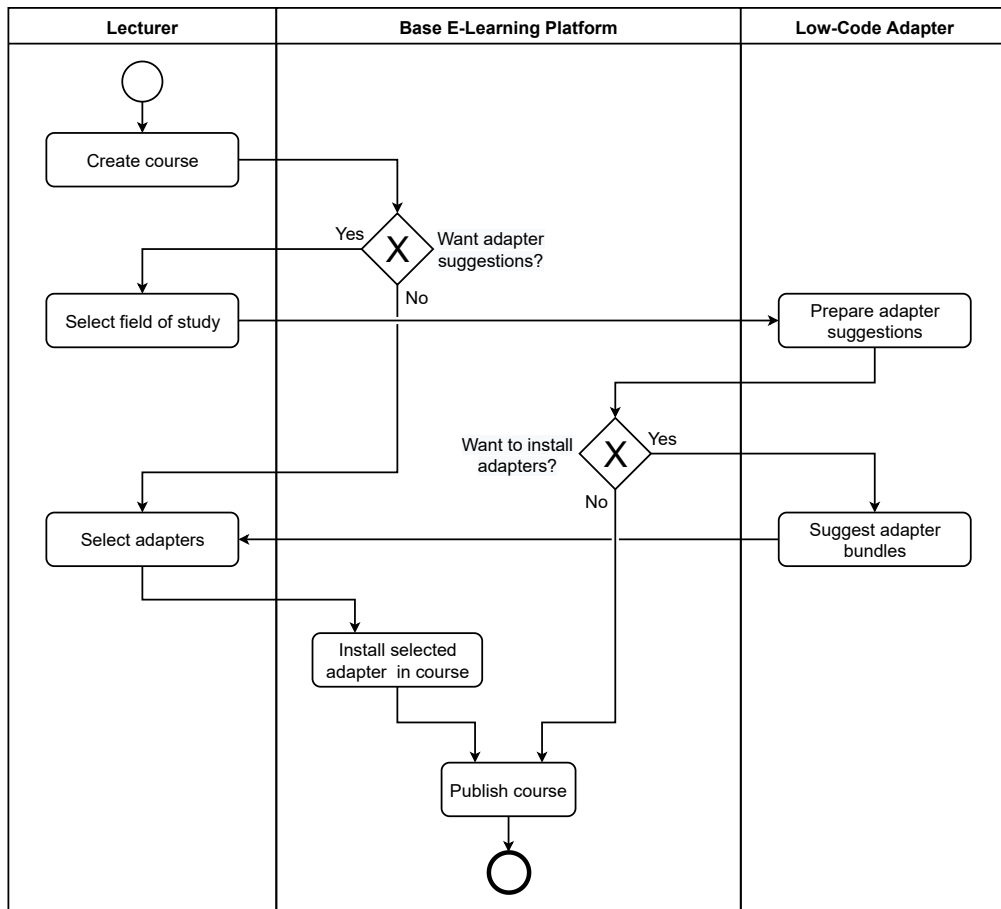 Lecturer
Base E-Learning Platform
Low-Code Adapter
Create course
Yes
X
Want adapter
suggestions?
No
Select field of study
Prepare adapter
suggestions
Want to install
adapters?
X
Yes
No
Select adapters
Suggest adapter
bundles
Install selected
adapter  in course
Publish course